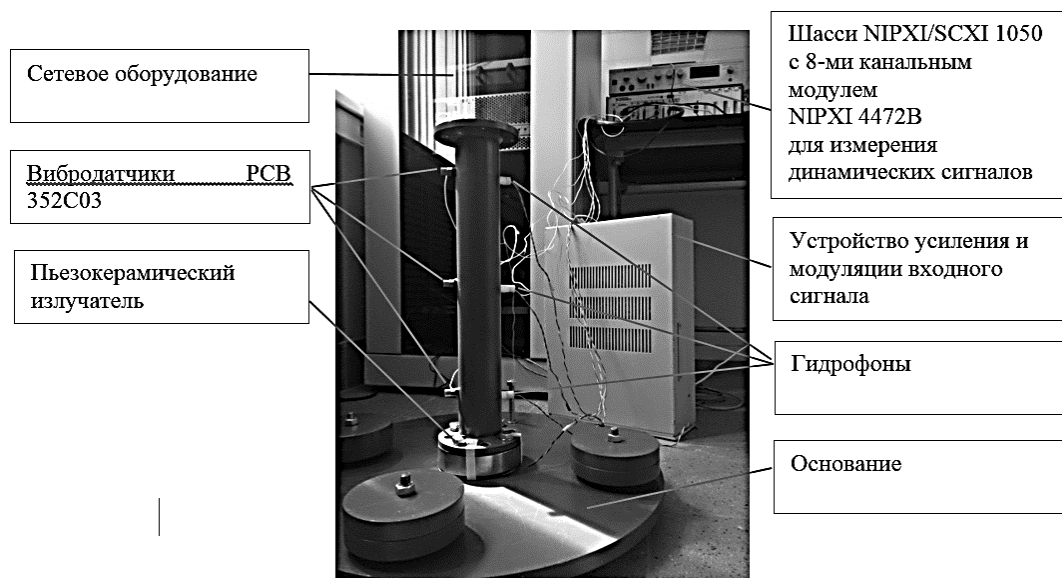 Сетевое оборудование
Вибродатчики PCB
352C03
Пьезокерамический
излучатель
Шасси NIPXI/SCXI 1050
с 8-ми канальным
модулем
NIPXI 4472B
для измерения
динамических сигналов
Устройство усиления и
модуляции входного
сигнала
Гидрофоны
Основание